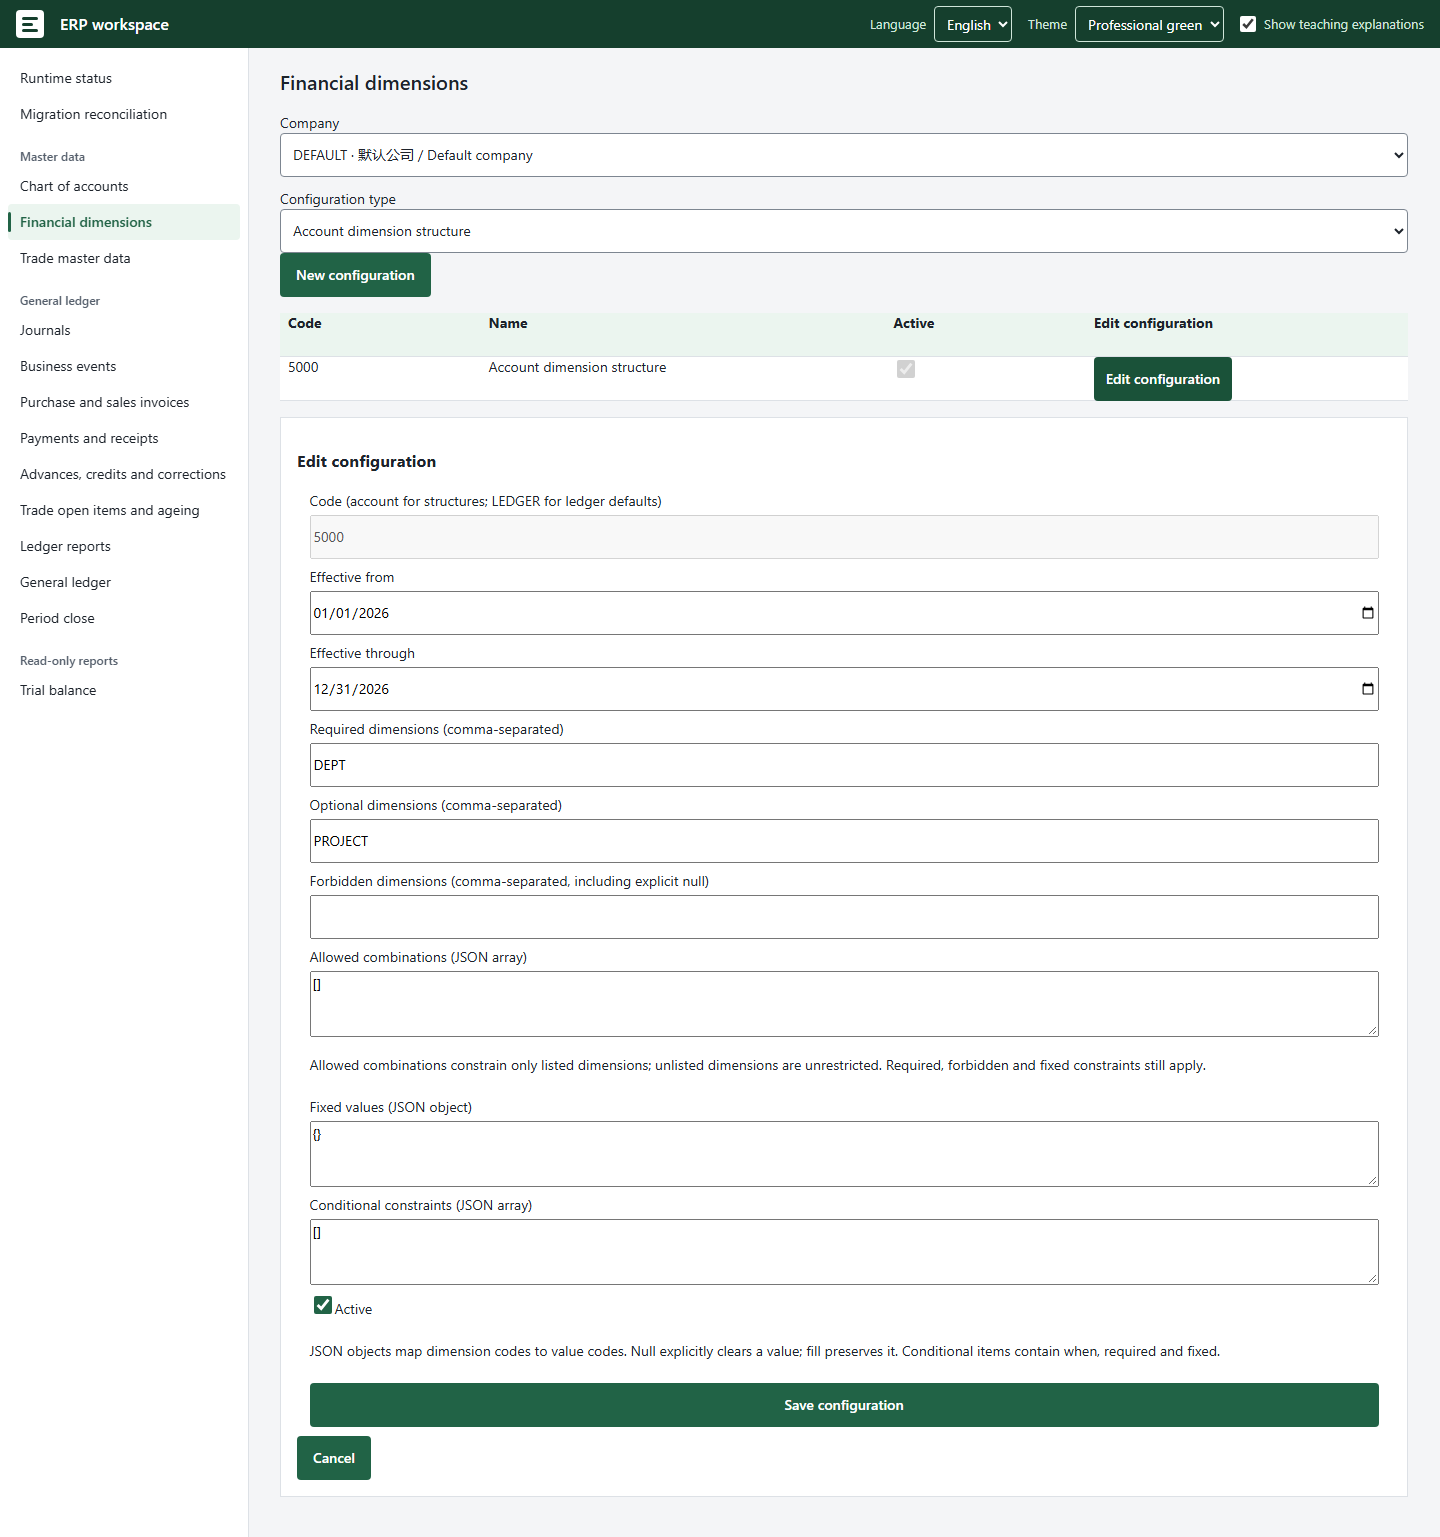 ERP workspace
Language English Theme Professional green Show teaching explanations
Runtime status
Migration reconciliation
Master data
Chart of accounts
Financial dimensions
Trade master data
General ledger
Journals
Business events
Purchase and sales invoices
Payments and receipts
Advances, credits and corrections
Trade open items and ageing
Ledger reports
General ledger
Period close
Read-only reports
Trial balance
Financial dimensions
Company
DEFAULT · 默认公司 / Default company
Configuration type
Account dimension structure
New configuration
Code Name Active Edit configuration
5000 Account dimension structure Edit configuration
Edit configuration
Code (account for structures; LEDGER for ledger defaults)
5000
Effective from
01/01/2026
Effective through
12/31/2026
Required dimensions (comma-separated)
DEPT
Optional dimensions (comma-separated)
PROJECT
Forbidden dimensions (comma-separated, including explicit null)
Allowed combinations (JSON array)
[]
Allowed combinations constrain only listed dimensions; unlisted dimensions are unrestricted. Required, forbidden and fixed constraints still apply.
Fixed values (JSON object)
{}
Conditional constraints (JSON array)
[]
Active
JSON objects map dimension codes to value codes. Null explicitly clears a value; fill preserves it. Conditional items contain when, required and fixed.
Save configuration
Cancel